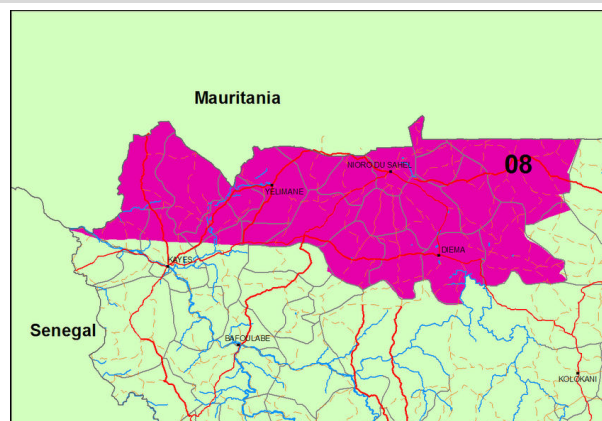 Mauritania
NIORO DU SAHEL
08
YELIMANE
DIEMA
KAYES
Senegal
BAFOULABE
KOLOKANI